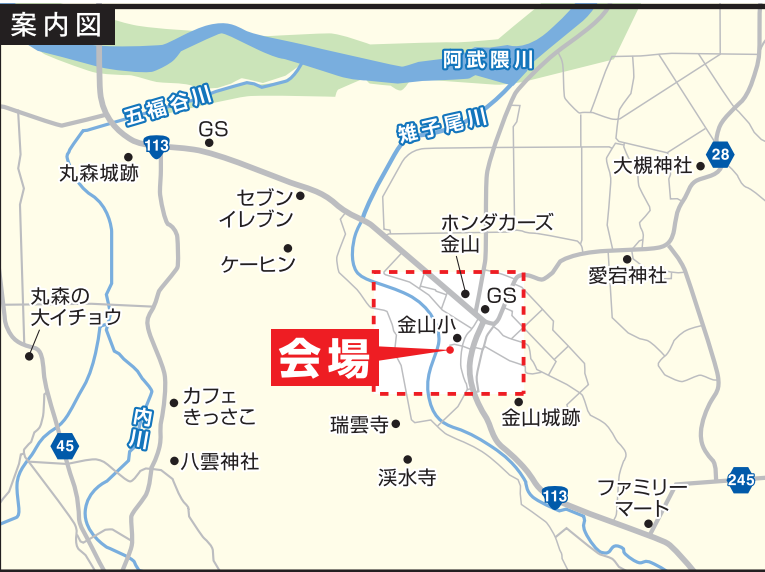 案内図
阿武隈川
五福谷川
雉子尾川
GS
113
丸森城跡
28
大槻神社
セブン
イレブン
ホンダカーズ
金山
ケーヒン
愛宕神社
丸森の
大イチョウ
GS
金山小
会場
カフェ
きっさこ
内川
瑞雲寺
金山城跡
45
八雲神社
渓水寺
113
ファミリー
マート
245